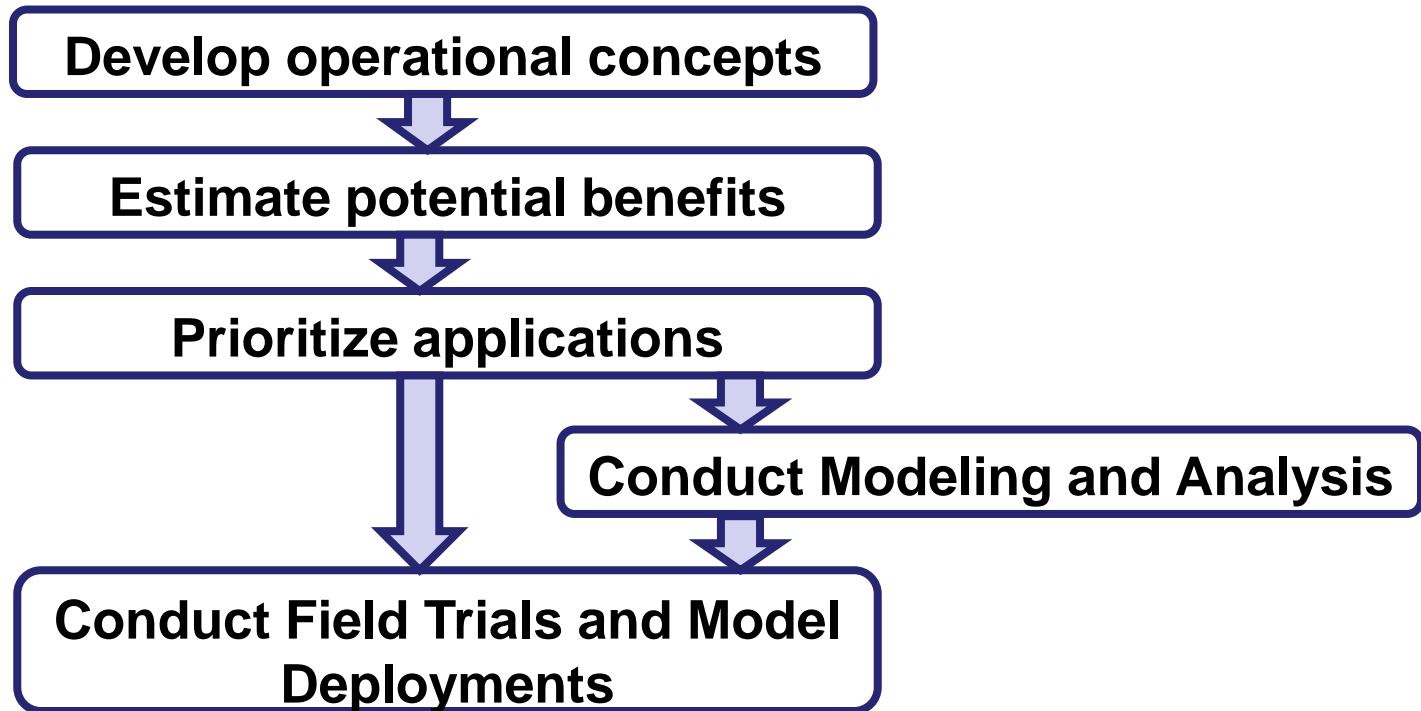 Develop operational concepts
Estimate potential benefits
Prioritize applications
Conduct Modeling and Analysis
Conduct Field Trials and Model
Deployments